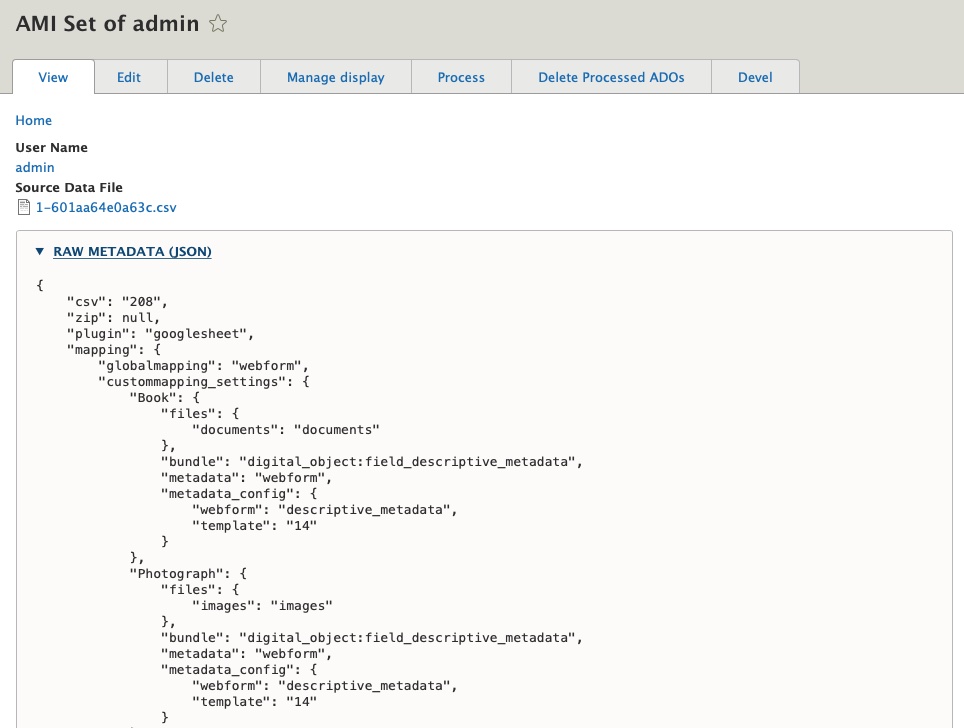 AMI Set of admin
View Edit Delete Manage display Process Delete Processed ADOs Devel
Home
User Name
admin
Source Data File
1-601aa64e0a63c.csv
RAW METADATA (JSON)
{
    "csv": "208",
    "zip": null,
    "plugin": "googlesheet",
    "mapping": {
        "globalmapping": "webform",
        "custommapping_settings": {
            "Book": {
                "files": {
                    "documents": "documents"
                },
                "bundle": "digital_object:field_descriptive_metadata",
                "metadata": "webform",
                "metadata_config": {
                    "webform": "descriptive_metadata",
                    "template": "14"
                }
            },
            "Photograph": {
                "files": {
                    "images": "images"
                },
                "bundle": "digital_object:field_descriptive_metadata",
                "metadata": "webform",
                "metadata_config": {
                    "webform": "descriptive_metadata",
                    "template": "14"
                }